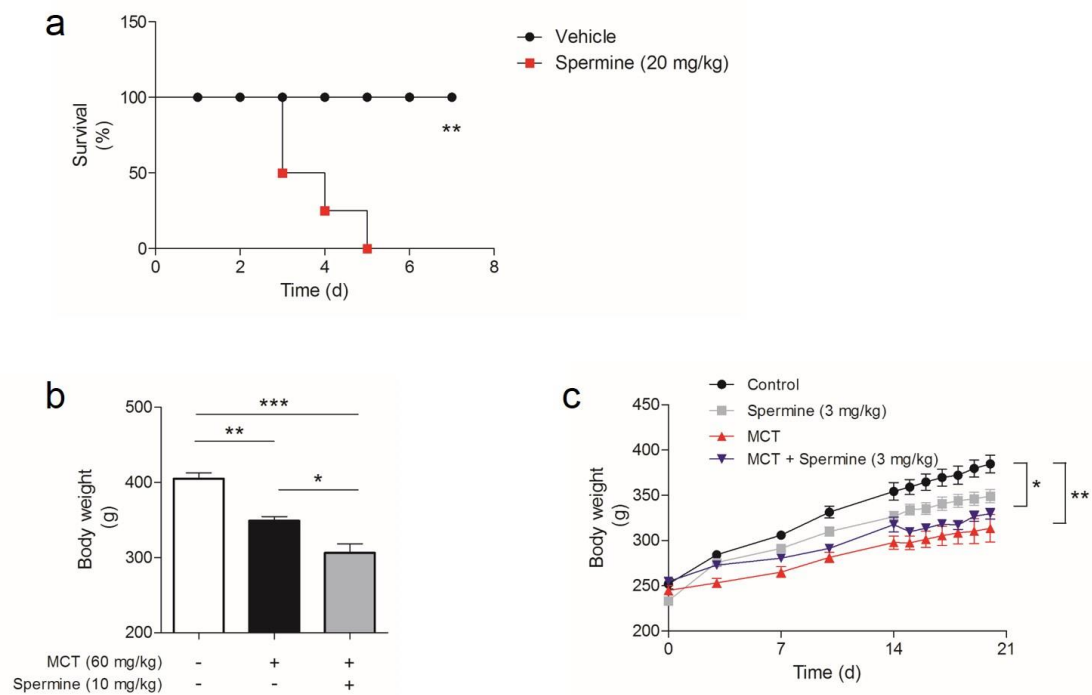 a
150
100
50
0
Survival
(%)
0 2 4 6 8
Time (d)
Vehicle
Spermine (20 mg/kg)
**
b
500
400
300
200
Body weight
(g)
***
**
*
MCT (60 mg/kg) - + +
Spermine (10 mg/kg) - - +
c
Control
Spermine (3 mg/kg)
MCT
MCT + Spermine (3 mg/kg)
450
400
350
300
250
200
Body weight
(g)
0 7 14 21
Time (d)
*
**